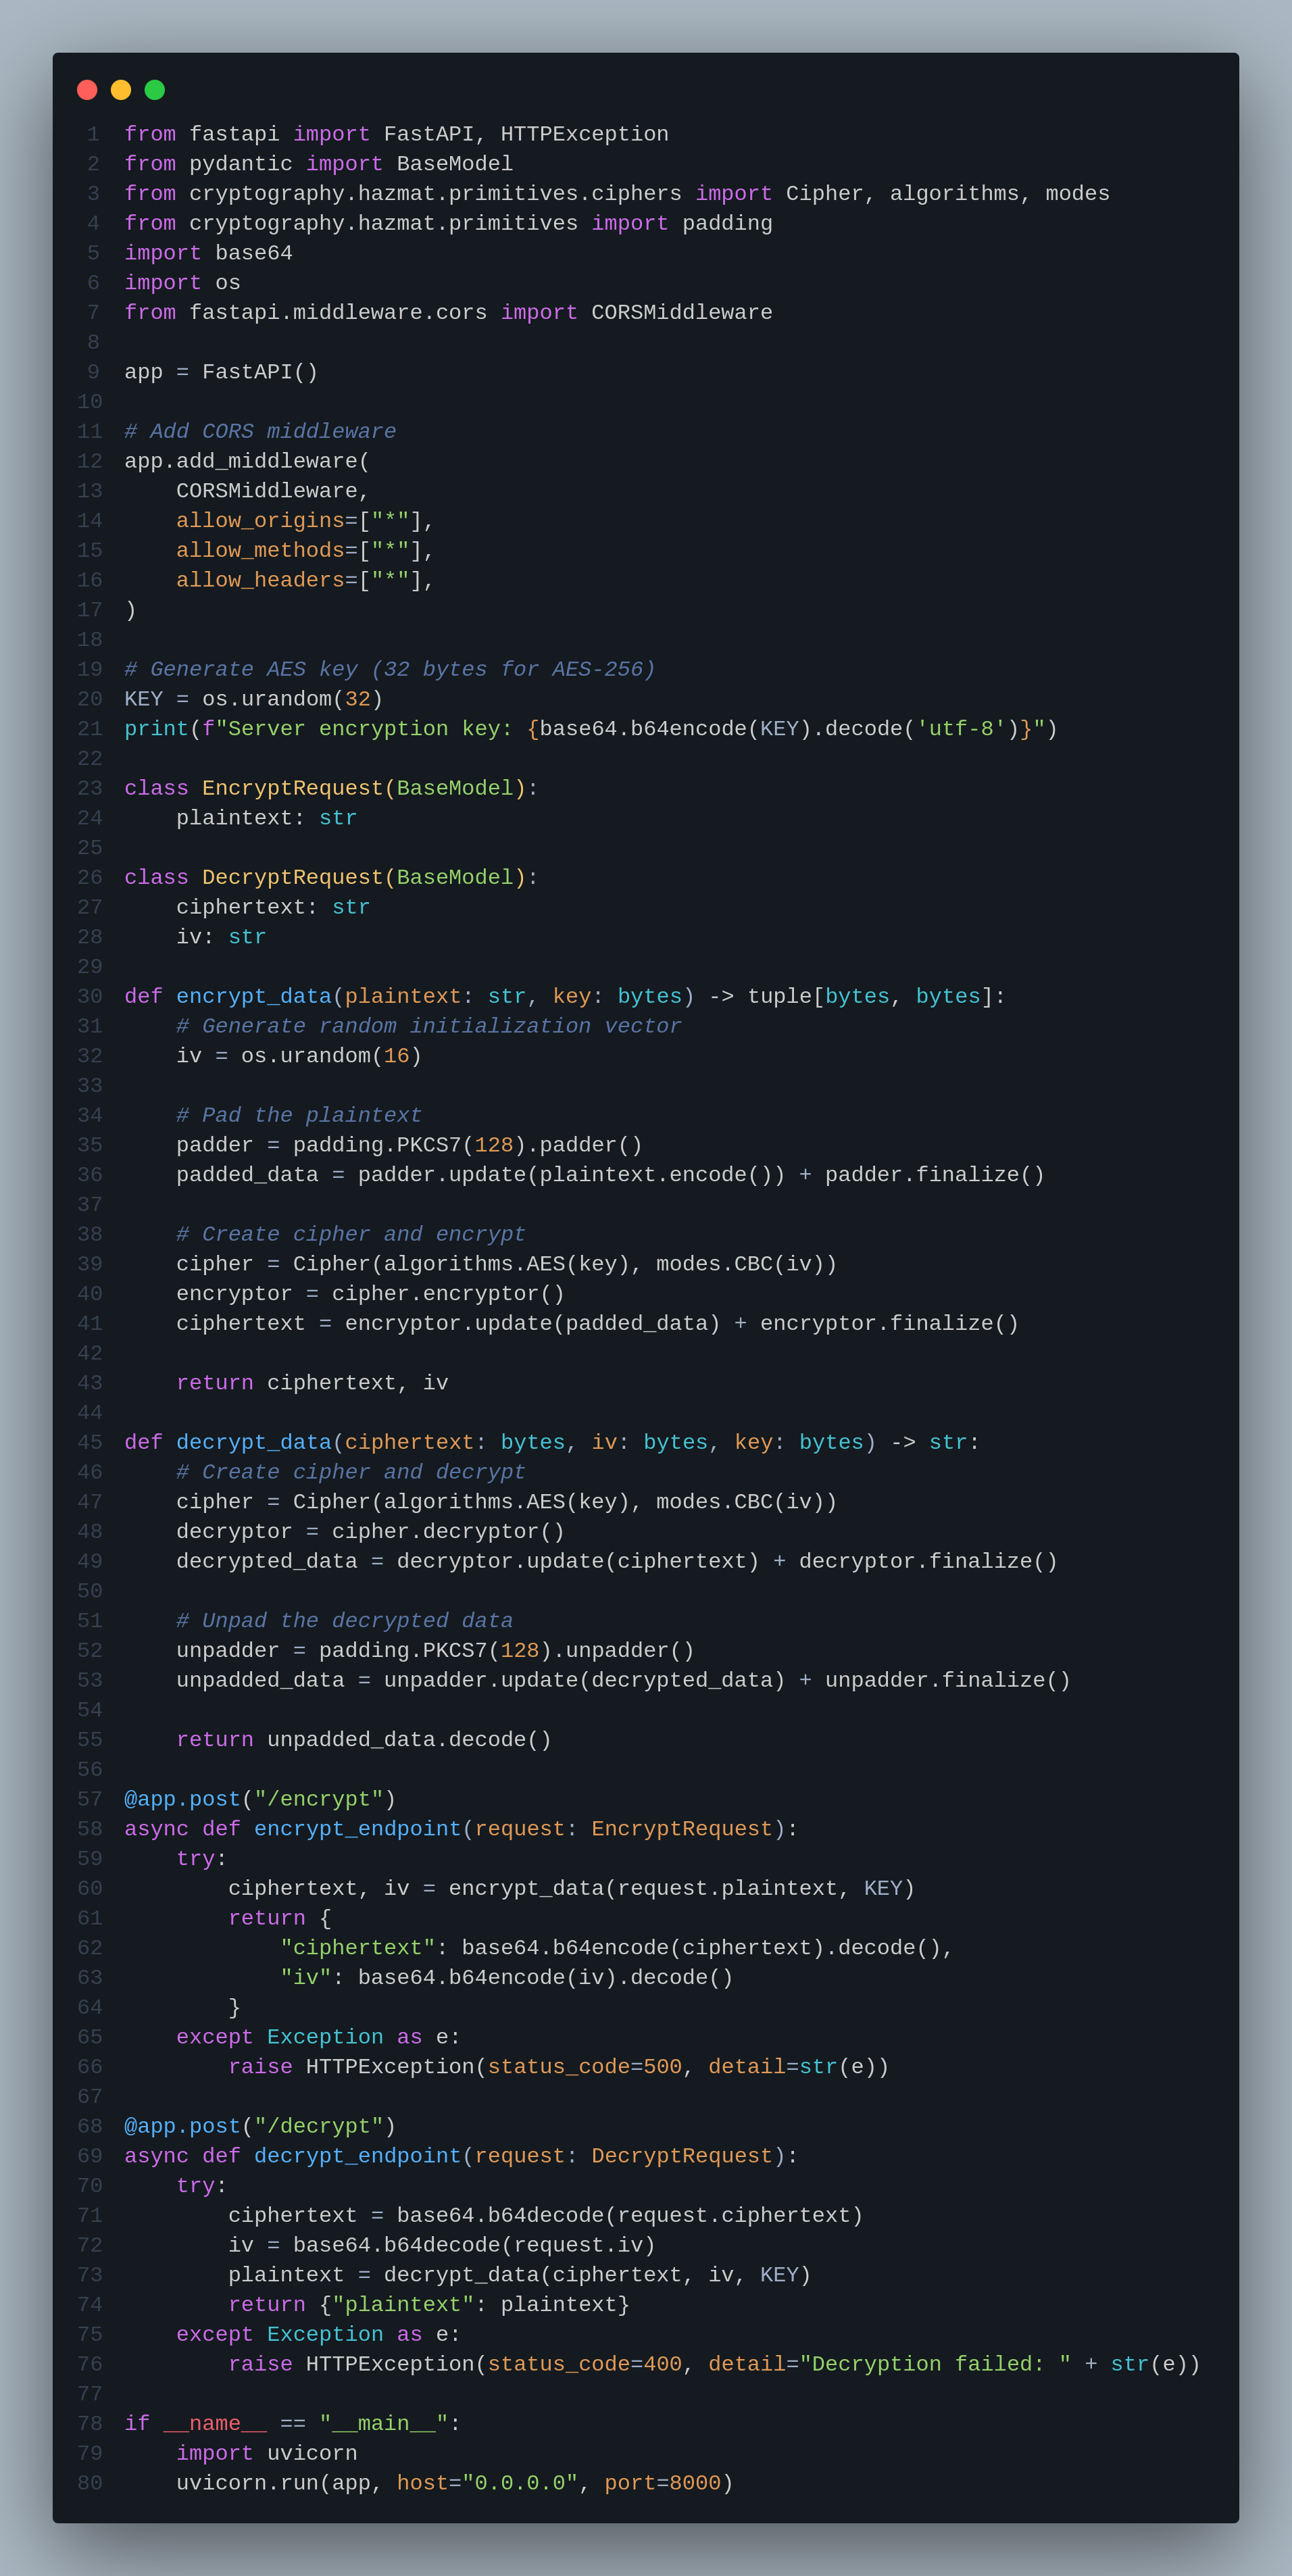 1 from fastapi import FastAPI, HTTPException
2 from pydantic import BaseModel
3 from cryptography.hazmat.primitives.ciphers import Cipher, algorithms, modes
4 from cryptography.hazmat.primitives import padding
5 import base64
6 import os
7 from fastapi.middleware.cors import CORSMiddleware
8
9 app = FastAPI()
10
11 # Add CORS middleware
12 app.add_middleware(
13     CORSMiddleware,
14     allow_origins=["*"],
15     allow_methods=["*"],
16     allow_headers=["*"],
17 )
18
19 # Generate AES key (32 bytes for AES-256)
20 KEY = os.urandom(32)
21 print(f"Server encryption key: {base64.b64encode(KEY).decode('utf-8')}")
22
23 class EncryptRequest(BaseModel):
24     plaintext: str
25
26 class DecryptRequest(BaseModel):
27     ciphertext: str
28     iv: str
29
30 def encrypt_data(plaintext: str, key: bytes) -> tuple[bytes, bytes]:
31     # Generate random initialization vector
32     iv = os.urandom(16)
33
34     # Pad the plaintext
35     padder = padding.PKCS7(128).padder()
36     padded_data = padder.update(plaintext.encode()) + padder.finalize()
37
38     # Create cipher and encrypt
39     cipher = Cipher(algorithms.AES(key), modes.CBC(iv))
40     encryptor = cipher.encryptor()
41     ciphertext = encryptor.update(padded_data) + encryptor.finalize()
42
43     return ciphertext, iv
44
45 def decrypt_data(ciphertext: bytes, iv: bytes, key: bytes) -> str:
46     # Create cipher and decrypt
47     cipher = Cipher(algorithms.AES(key), modes.CBC(iv))
48     decryptor = cipher.decryptor()
49     decrypted_data = decryptor.update(ciphertext) + decryptor.finalize()
50
51     # Unpad the decrypted data
52     unpadder = padding.PKCS7(128).unpadder()
53     unpadded_data = unpadder.update(decrypted_data) + unpadder.finalize()
54
55     return unpadded_data.decode()
56
57 @app.post("/encrypt")
58 async def encrypt_endpoint(request: EncryptRequest):
59     try:
60         ciphertext, iv = encrypt_data(request.plaintext, KEY)
61         return {
62             "ciphertext": base64.b64encode(ciphertext).decode(),
63             "iv": base64.b64encode(iv).decode()
64         }
65     except Exception as e:
66         raise HTTPException(status_code=500, detail=str(e))
67
68 @app.post("/decrypt")
69 async def decrypt_endpoint(request: DecryptRequest):
70     try:
71         ciphertext = base64.b64decode(request.ciphertext)
72         iv = base64.b64decode(request.iv)
73         plaintext = decrypt_data(ciphertext, iv, KEY)
74         return {"plaintext": plaintext}
75     except Exception as e:
76         raise HTTPException(status_code=400, detail="Decryption failed: " + str(e))
77
78 if __name__ == "__main__":
79     import uvicorn
80     uvicorn.run(app, host="0.0.0.0", port=8000)